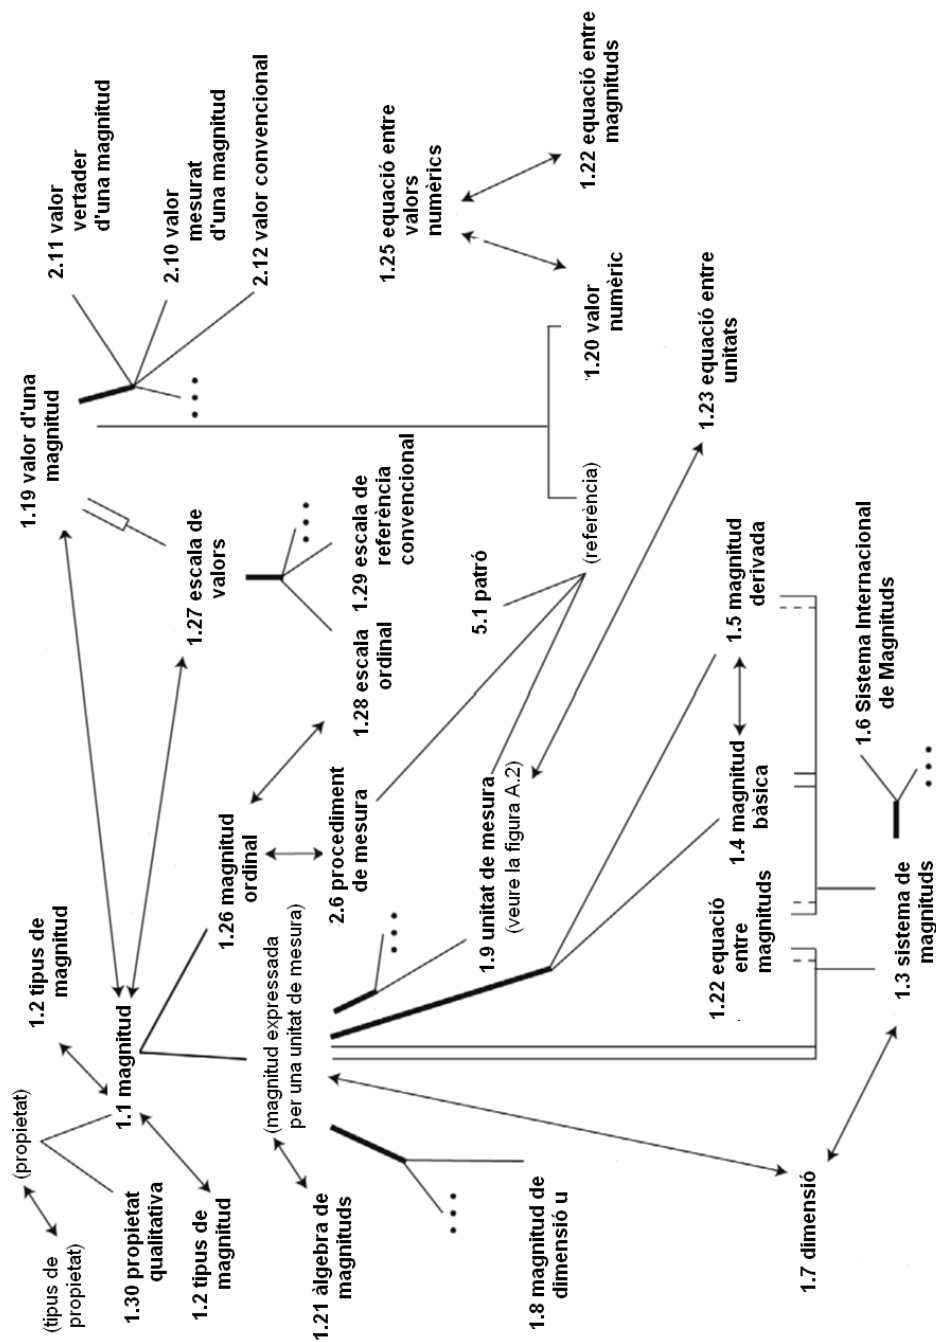 (tipus de
propietat)
(propietat)
1.30 propietat
qualitativa
1.1 magnitud
1.2 tipus de
magnitud
1.2 tipus de
magnitud
1.19 valor d'una
magnitud
2.11 valor
vertader
d'una magnitud
2.10 valor
mesurat
d'una magnitud
2.12 valor convencional
1.27 escala de
valors
1.28 escala
ordinal
1.29 escala de
referència
convencional
1.26 magnitud
ordinal
2.6 procediment
de mesura
5.1 patró
(referència)
1.20 valor
numèric
1.25 equació entre
valors
numèrics
1.22 equació entre
magnituds
1.23 equació entre
unitats
1.21 àlgebra de
magnituds
(magnitud expressada
per una unitat de mesura)
1.9 unitat de mesura
(veure la figura A.2)
1.8 magnitud de
dimensió u
1.22 equació
entre
magnituds
1.4 magnitud
bàsica
1.5 magnitud
derivada
1.7 dimensió
1.3 sistema de
magnituds
1.6 Sistema Internacional
de Magnituds